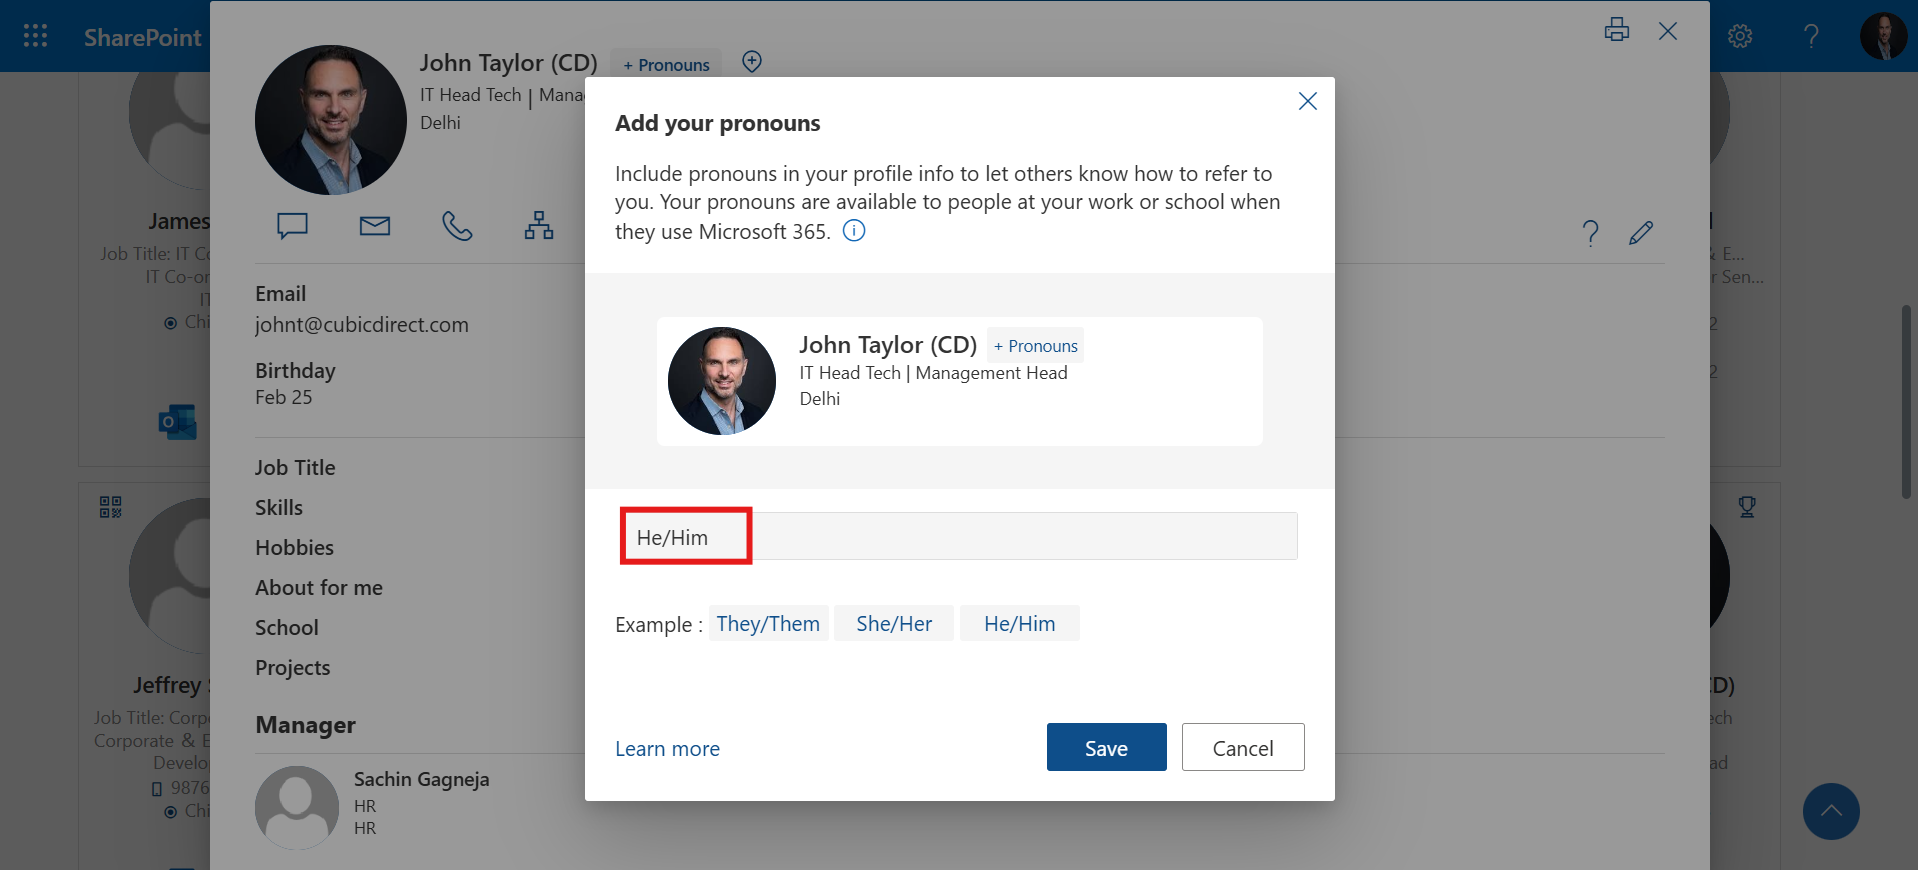 SharePoint
John Taylor (CD)
+ Pronouns
IT Head Tech | Mana
Delhi
Add your pronouns
Include pronouns in your profile info to let others know how to refer to
you. Your pronouns are available to people at your work or school when
they use Microsoft 365.
James
Job Title: IT Co
IT Co-or
IT
Chi
Email
johnt@cubicdirect.com
Birthday
Feb 25
John Taylor (CD)
+ Pronouns
IT Head Tech | Management Head
Delhi
& E...
r Sen...
2
2
Job Title
Skills
Hobbies
About for me
School
Projects
He/Him
Example :
They/Them
She/Her
He/Him
Jeffrey S
Job Title: Corp
Corporate & E
Develo
9876
Chi
CD)
ech
ad
Manager
Sachin Gagneja
HR
HR
Learn more
Save
Cancel